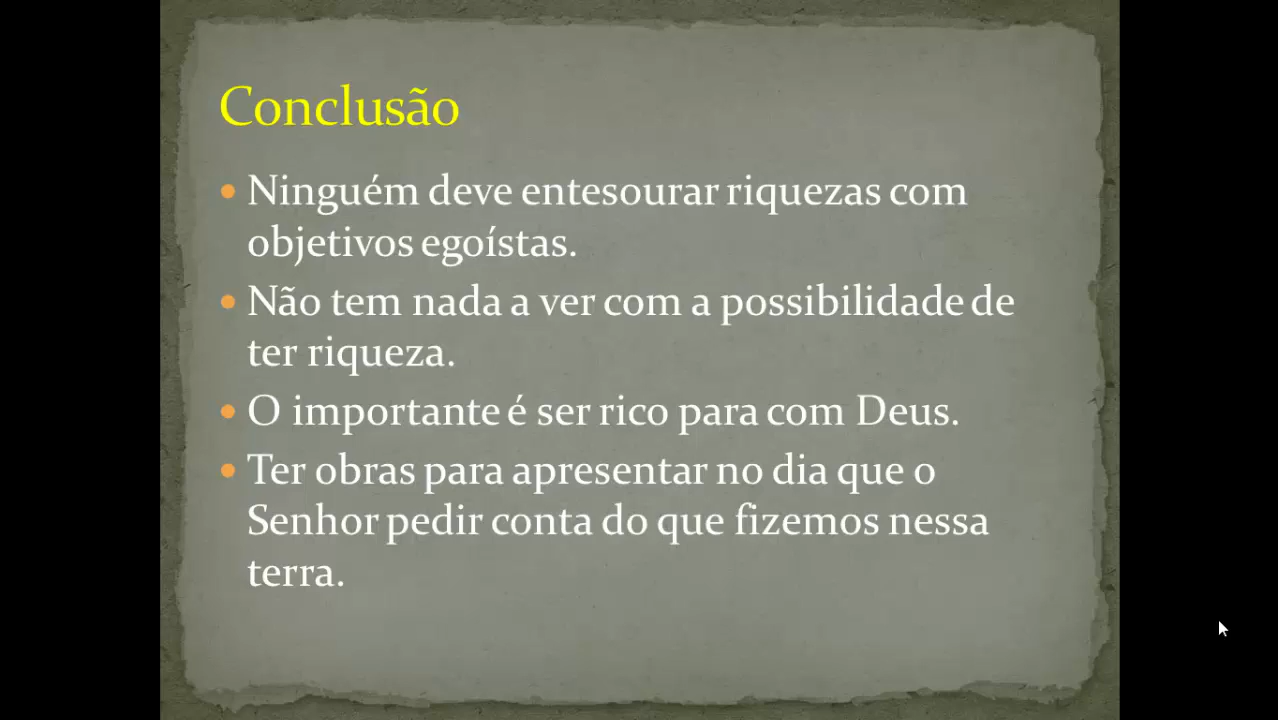 Conclusão
• Ninguém deve entesourar riquezas com
objetivos egoístas.
• Não tem nada a ver com a possibilidade de
ter riqueza.
• O importante é ser rico para com Deus.
• Ter obras para apresentar no dia que o
Senhor pedir conta do que fizemos nessa
terra.